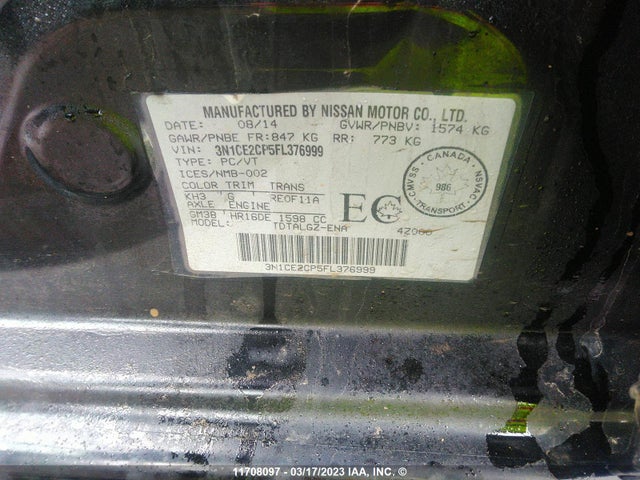 MANUFACTURED BY NISSAN MOTOR CO., LTD.
DATE: 08/14 GVWR/PNBV: 1574 KG
GAWR/PNBE FR: 847 KG RR: 773 KG
VIN: 3N1CE2CP5FL376999
TYPE: PC/VT
ICES/NMB-002
COLOR TRIM TRANS
KH3 G RE0F11A
AXLE ENGINE
GM38 HR16DE 1598 CC
MODEL: TDTALGZ-ENA 4Z000
EC
CANADA
CMVSS 986 NSVAC
TRANSPORT
3N1CE2CP5FL376999
11708097 - 03/17/2023 IAA, INC. ©